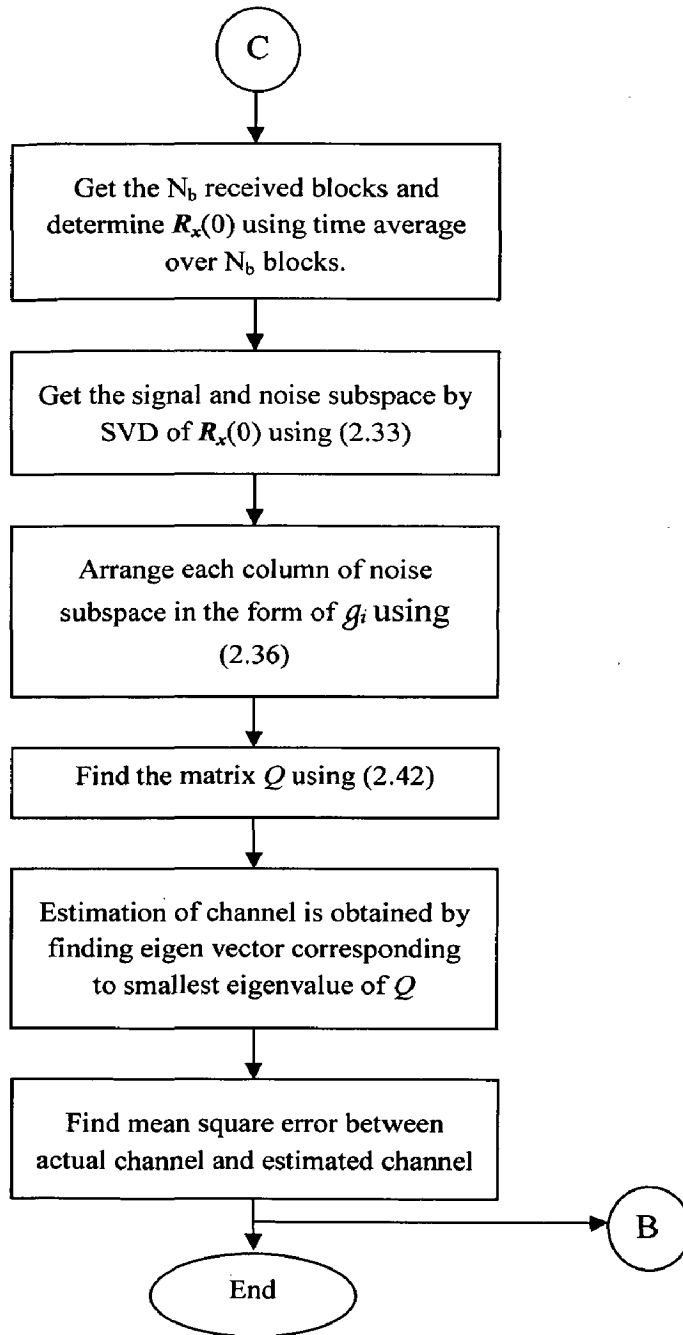 C
Get the N_b received blocks and
determine R_x(0) using time average
over N_b blocks.
Get the signal and noise subspace by
SVD of R_x(0) using (2.33)
Arrange each column of noise
subspace in the form of g_i using
(2.36)
Find the matrix Q using (2.42)
Estimation of channel is obtained by
finding eigen vector corresponding
to smallest eigenvalue of Q
Find mean square error between
actual channel and estimated channel
B
End